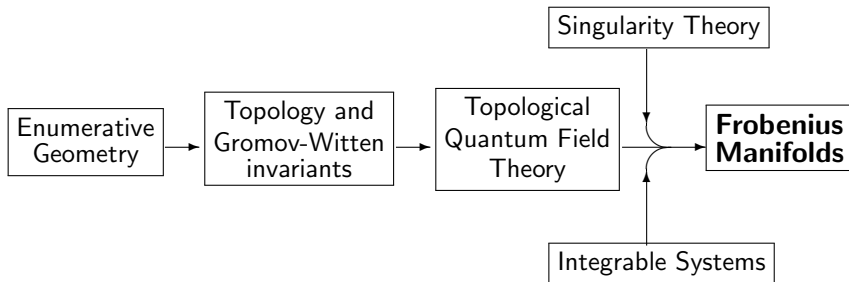 Singularity Theory
Enumerative
Geometry
Topology and
Gromov-Witten
invariants
Topological
Quantum Field
Theory
Frobenius
Manifolds
Integrable Systems